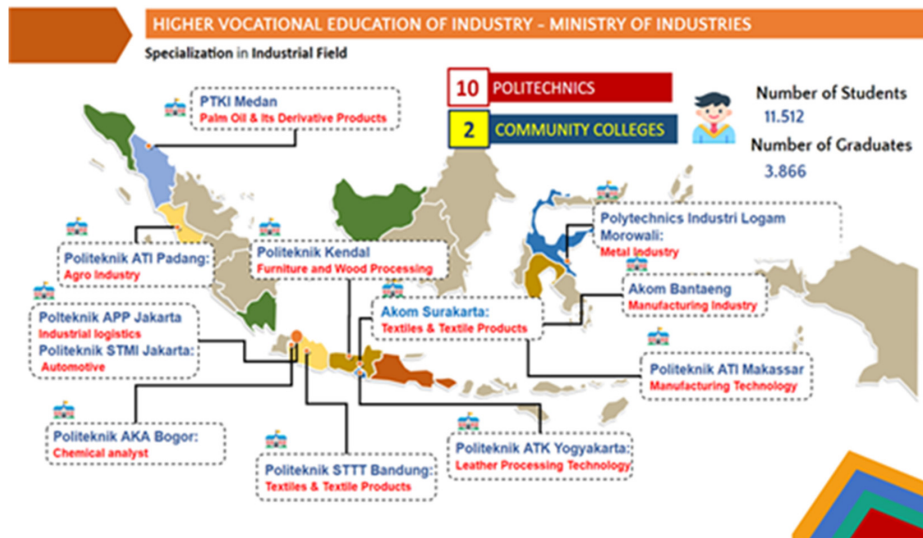 HIGHER VOCATIONAL EDUCATION OF INDUSTRY – MINISTRY OF INDUSTRIES
Specialization in Industrial Field
10 POLITECHNICS
2 COMMUNITY COLLEGES
Number of Students
11.512
Number of Graduates
3.866
PTKI Medan
Palm Oil & Its Derivative Products
Politeknik ATI Padang:
Agro Industry
Politeknik Kendal
Furniture and Wood Processing
Polytechnics Industri Logam
Morowali:
Metal Industry
Akom Bantaeng
Manufacturing Industry
Polteknik APP Jakarta
Industrial logistics
Politeknik STMI Jakarta:
Automotive
Akom Surakarta:
Textiles & Textile Products
Politeknik ATI Makassar
Manufacturing Technology
Politeknik AKA Bogor:
Chemical analyst
Politeknik STTT Bandung:
Textiles & Textile Products
Politeknik ATK Yogyakarta:
Leather Processing Technology